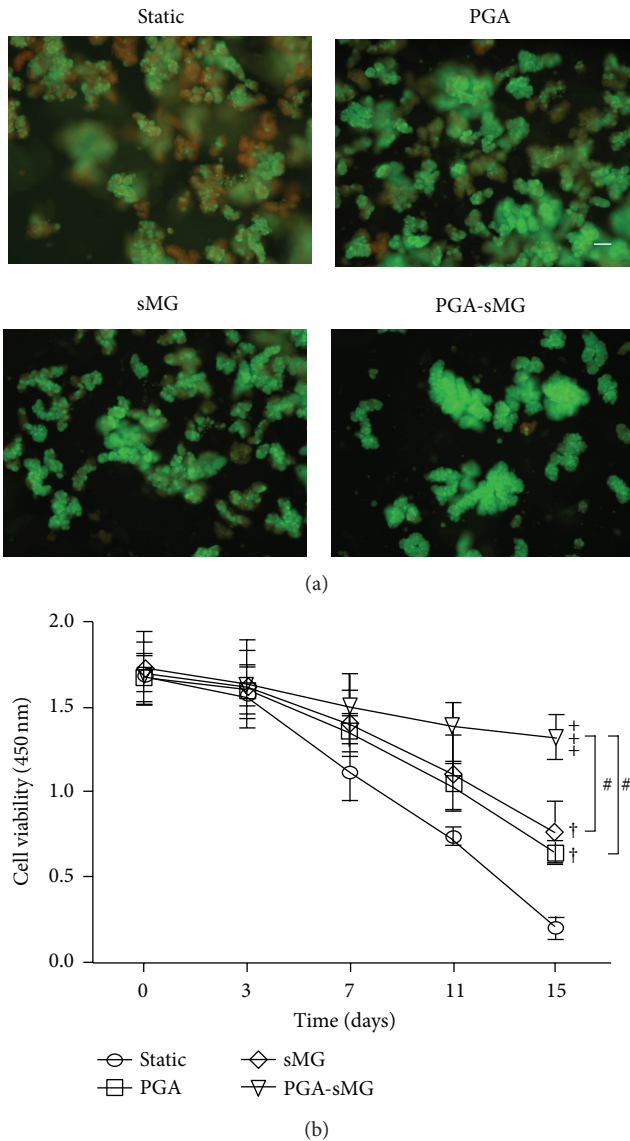 Static PGA
sMG PGA-sMG
(a)
2.0
1.5
1.0
0.5
0.0
Cell viability (450 nm)
‡
† 
†
# #
0 3 7 11 15
Time (days)
Static sMG
PGA PGA-sMG
(b)